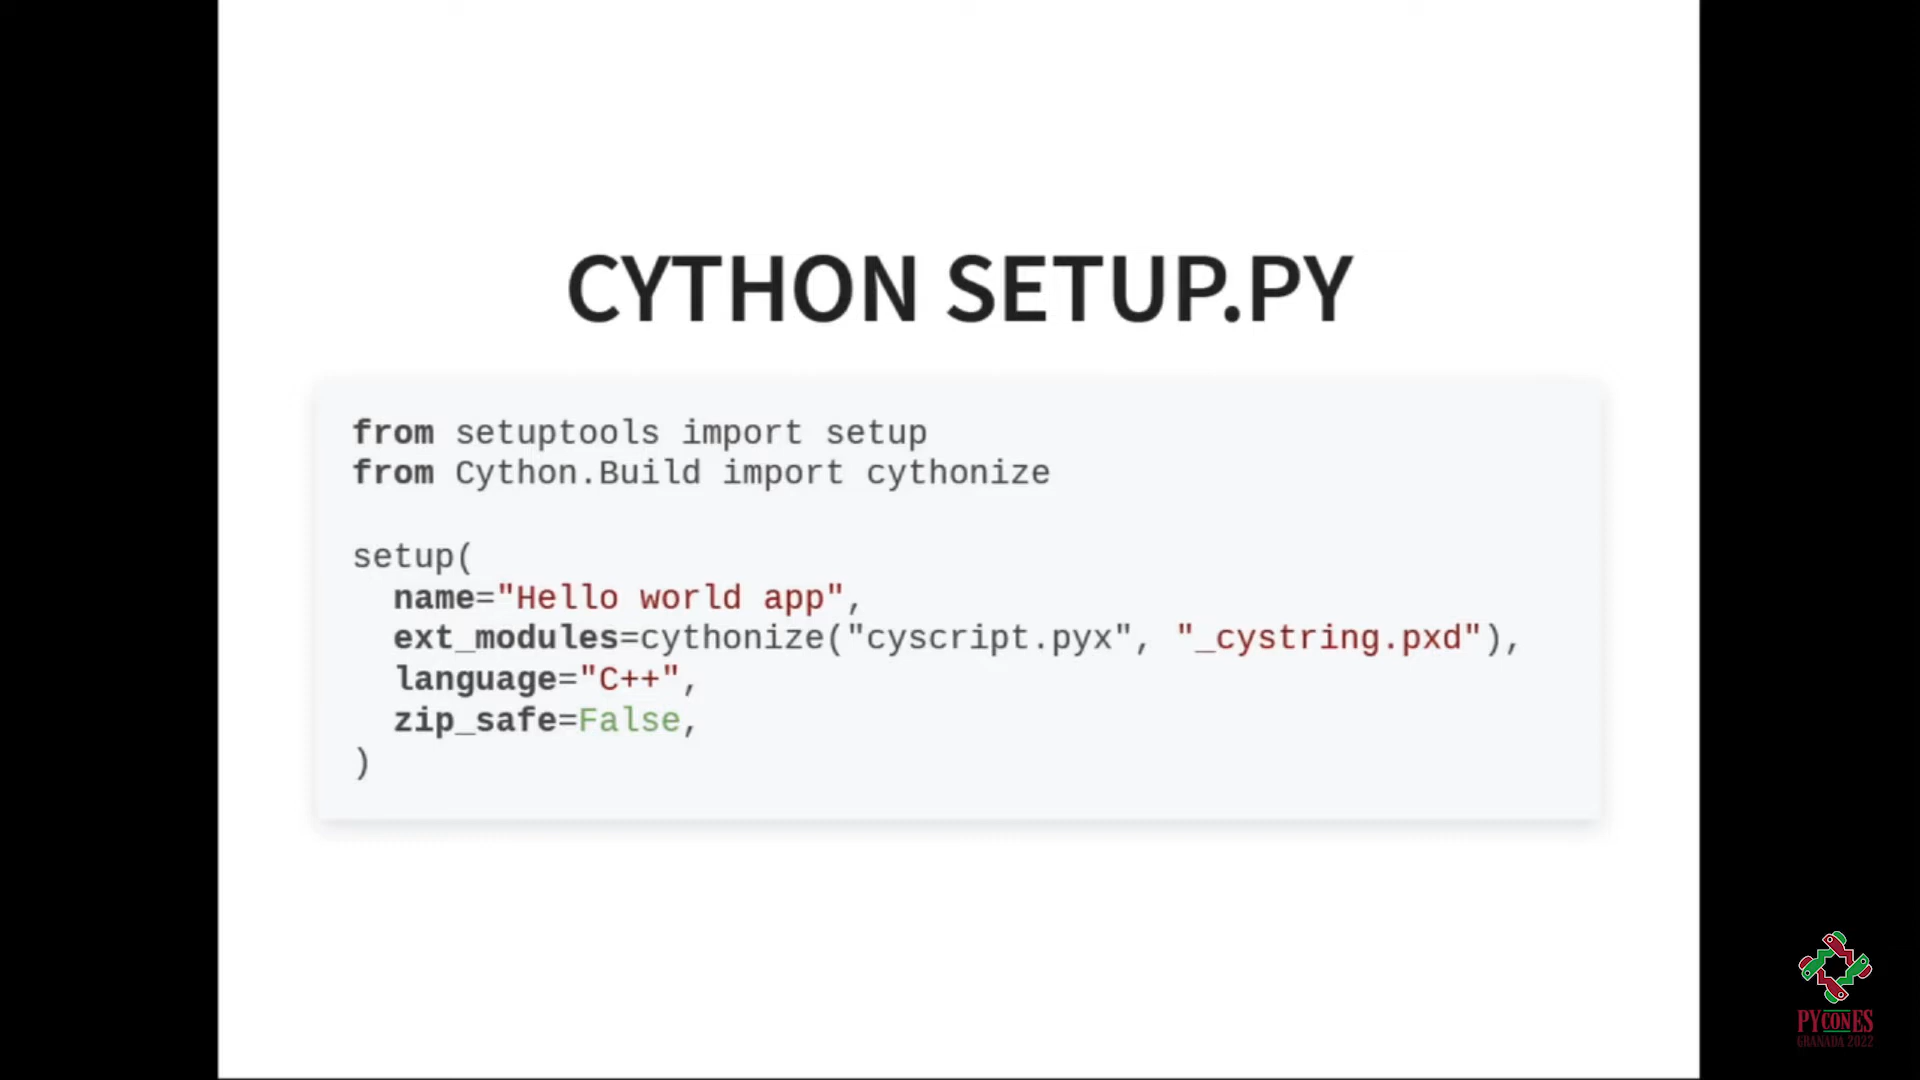 CYTHON SETUP.PY
from setuptools import setup
from Cython.Build import cythonize
setup(
name="Hello world app",
ext_modules=cythonize("cyscript.pyx", "_cystring.pxd"),
language="C++",
zip_safe=False,
)
PYCONES
GRANADA 2022